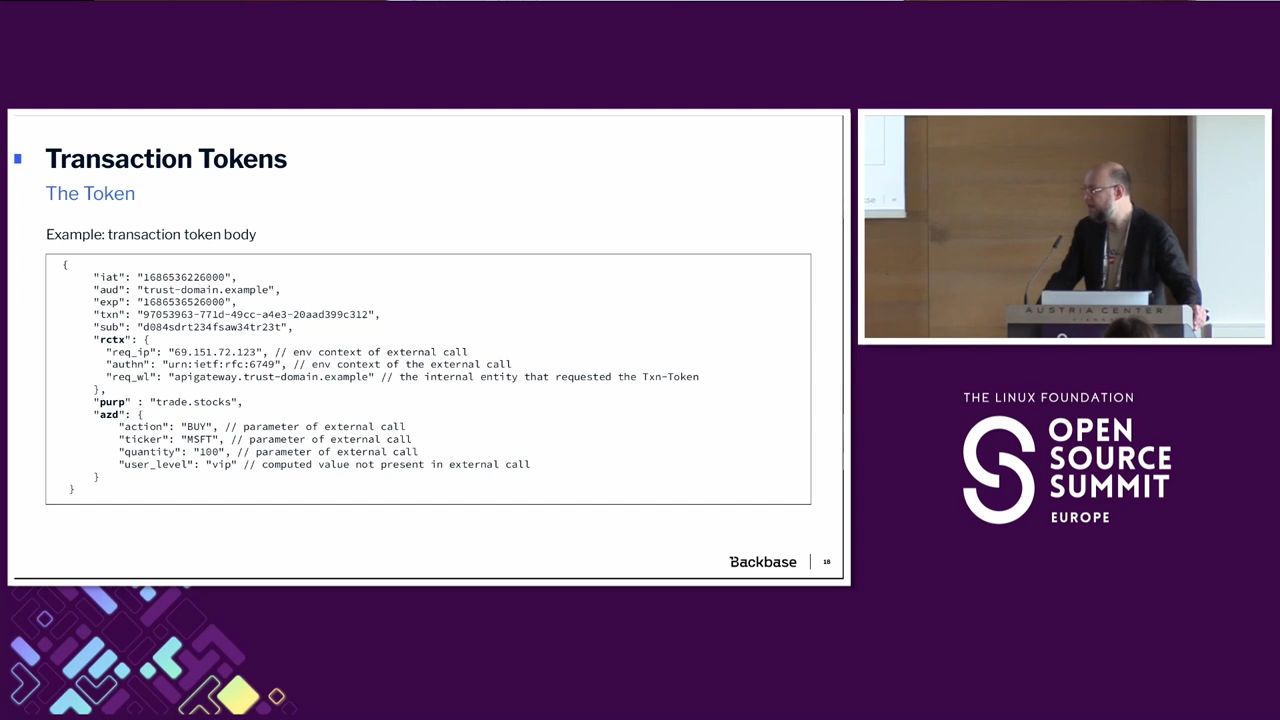 Transaction Tokens
The Token
Example: transaction token body
{
"iat": "1686536226000",
"aud": "trust-domain.example",
"exp": "1686536526000",
"txn": "97053963-771d-49cc-a4e3-20aad399c312",
"sub": "d084sdrt234fsaw34tr23t",
"rctx": {
"req_ip": "69.151.72.123", // env context of external call
"authn": "urn:ietf:rfc:6749", // env context of the external call
"req_wl": "apigateway.trust-domain.example" // the internal entity that requested the Txn-Token
},
"purp" : "trade.stocks",
"azd": {
"action": "BUY", // parameter of external call
"ticker": "MSFT", // parameter of external call
"quantity": "100", // parameter of external call
"user_level": "vip" // computed value not present in external call
}
}
Backbase
18
AUSTRIA CENTER
THE LINUX FOUNDATION
OPEN
SOURCE
SUMMIT
EUROPE